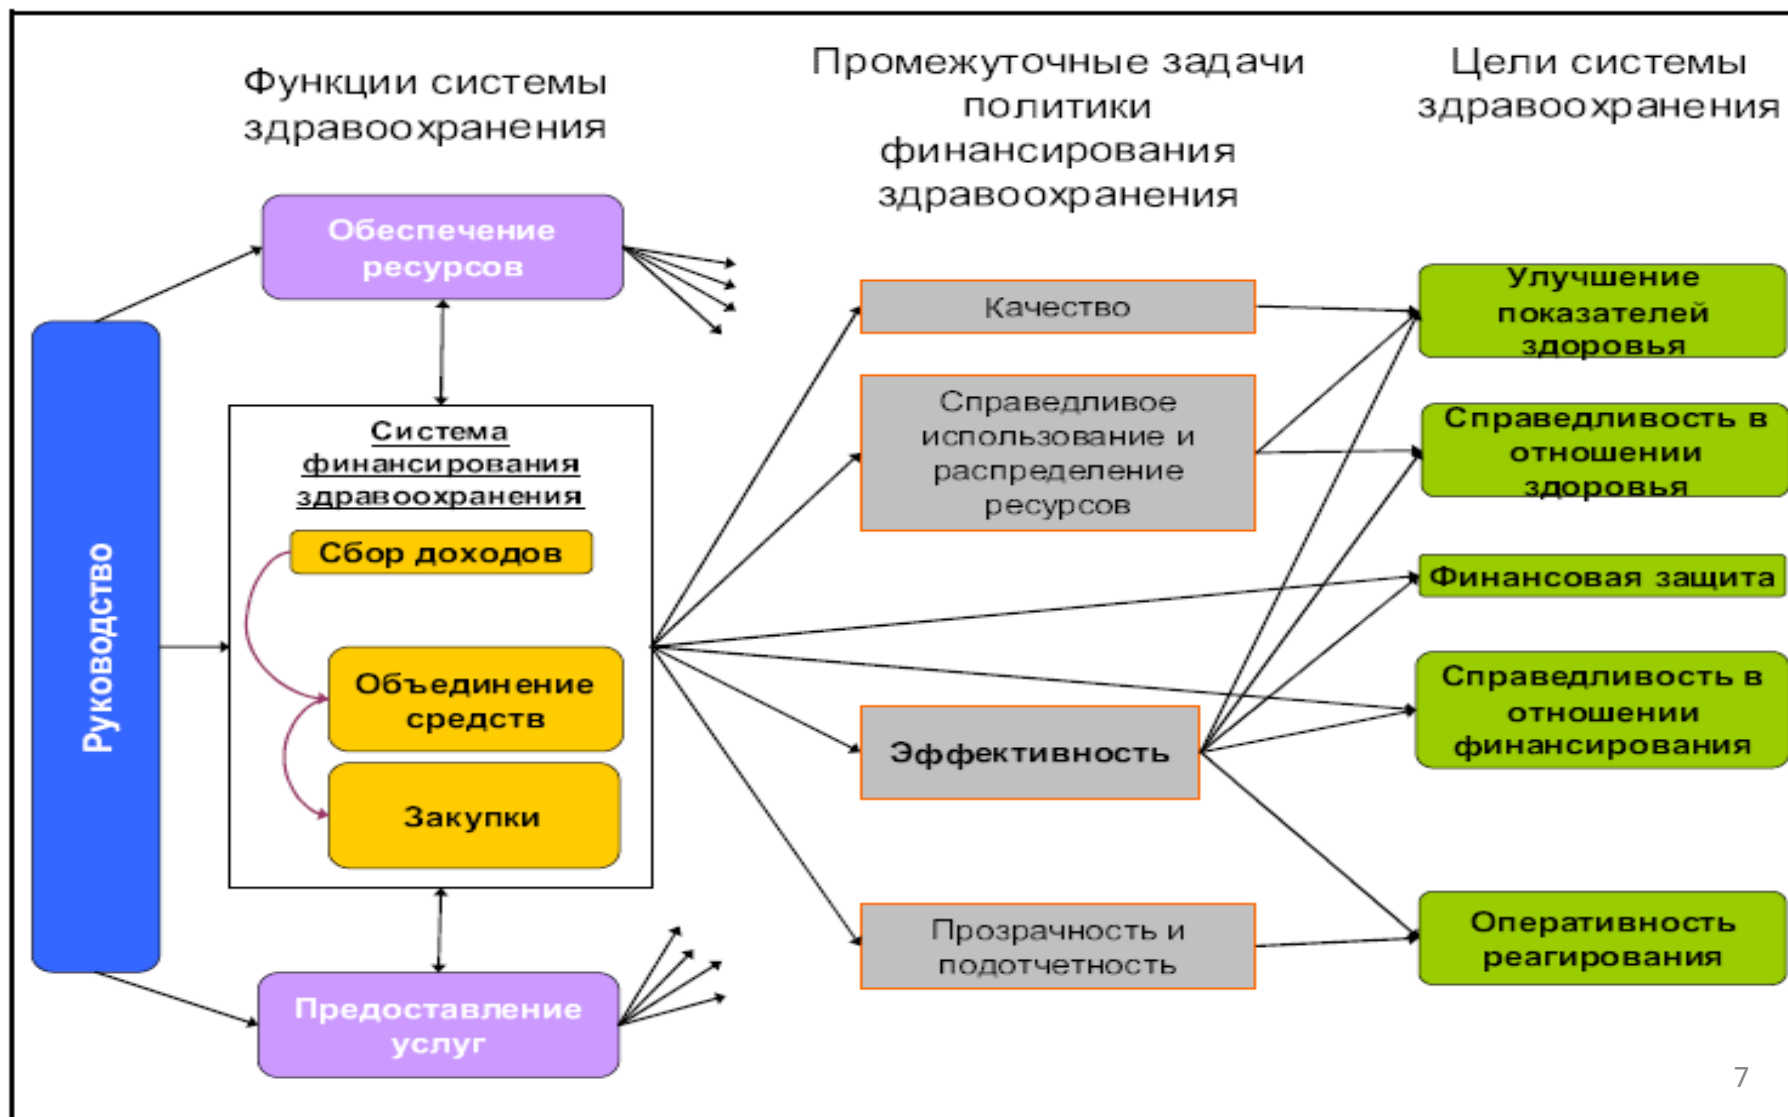 Функции системы
здравоохранения
Промежуточные задачи
политики
финансирования
здравоохранения
Цели системы
здравоохранения
Руководство
Обеспечение
ресурсов
Система
финансирования
здравоохранения
Сбор доходов
Объединение
средств
Закупки
Предоставление
услуг
Качество
Справедливое
использование и
распределение
ресурсов
Эффективность
Прозрачность и
подотчетность
Улучшение
показателей
здоровья
Справедливость в
отношении
здоровья
Финансовая защита
Справедливость в
отношении
финансирования
Оперативность
реагирования
7